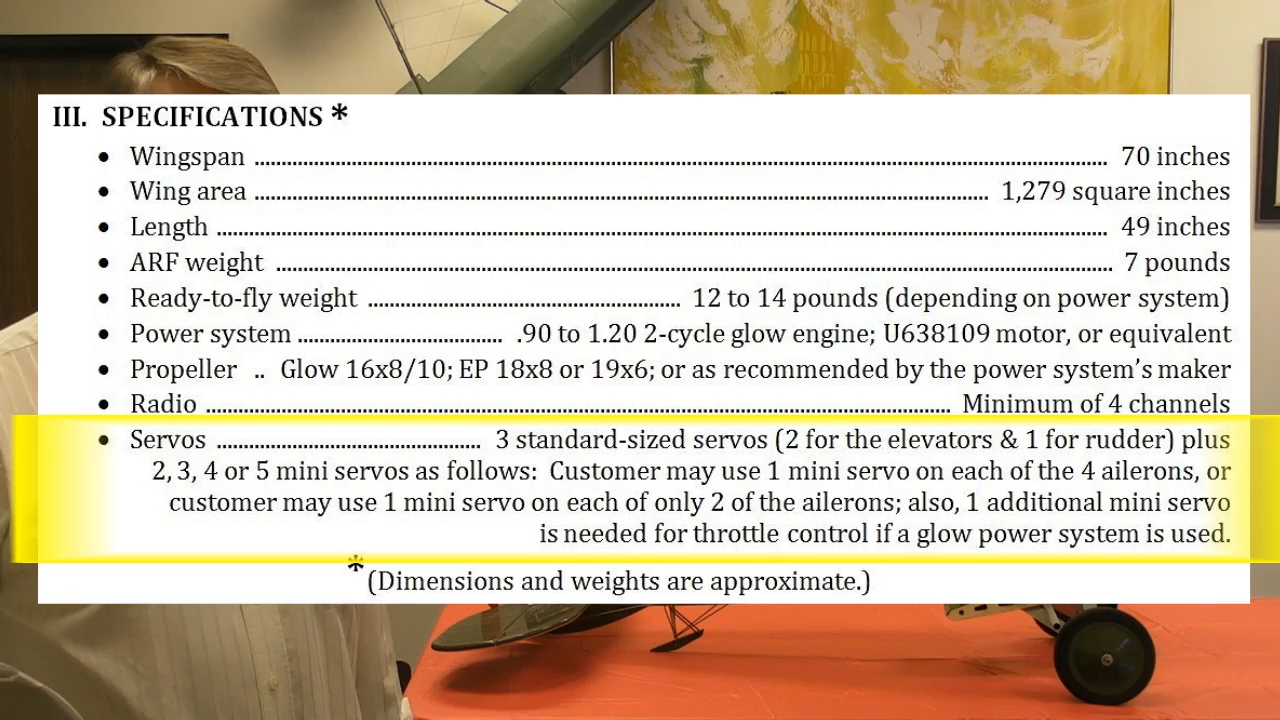 III. SPECIFICATIONS *
• Wingspan ........................................ 70 inches
• Wing area ........................................ 1,279 square inches
• Length ........................................ 49 inches
• ARF weight ........................................ 7 pounds
• Ready-to-fly weight ........................................ 12 to 14 pounds (depending on power system)
• Power system ........................................ .90 to 1.20 2-cycle glow engine; U638109 motor, or equivalent
• Propeller .. Glow 16x8/10; EP 18x8 or 19x6; or as recommended by the power system’s maker
• Radio ........................................ Minimum of 4 channels
• Servos ........................................ 3 standard-sized servos (2 for the elevators & 1 for rudder) plus
2, 3, 4 or 5 mini servos as follows: Customer may use 1 mini servo on each of the 4 ailerons, or
customer may use 1 mini servo on each of only 2 of the ailerons; also, 1 additional mini servo
is needed for throttle control if a glow power system is used.
* (Dimensions and weights are approximate.)